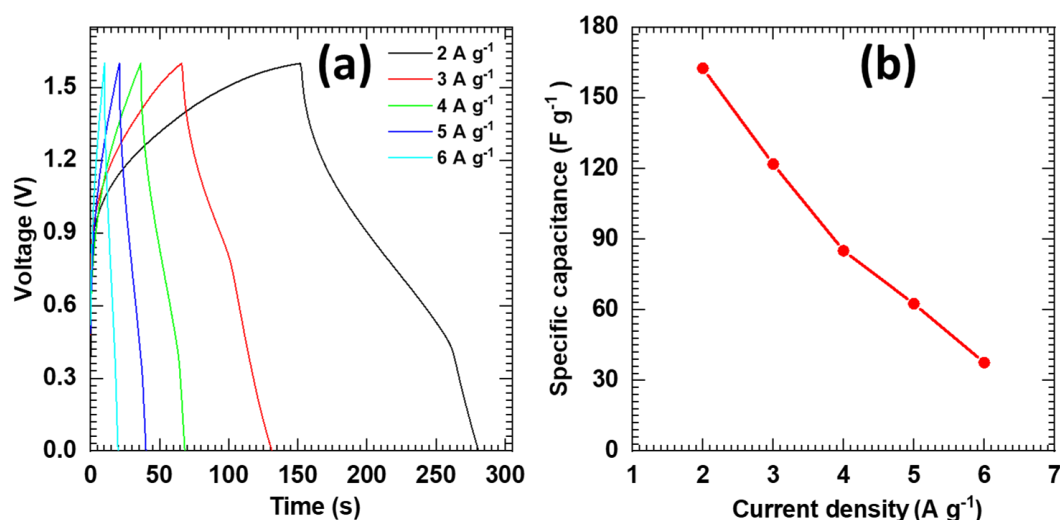 (a)
2 A g⁻¹
3 A g⁻¹
4 A g⁻¹
5 A g⁻¹
6 A g⁻¹
Voltage (V)
1.5
1.2
0.9
0.6
0.3
0.0
0 50 100 150 200 250 300
Time (s)
(b)
Specific capacitance (F g⁻¹)
180
150
120
90
60
30
0
1 2 3 4 5 6 7
Current density (A g⁻¹)